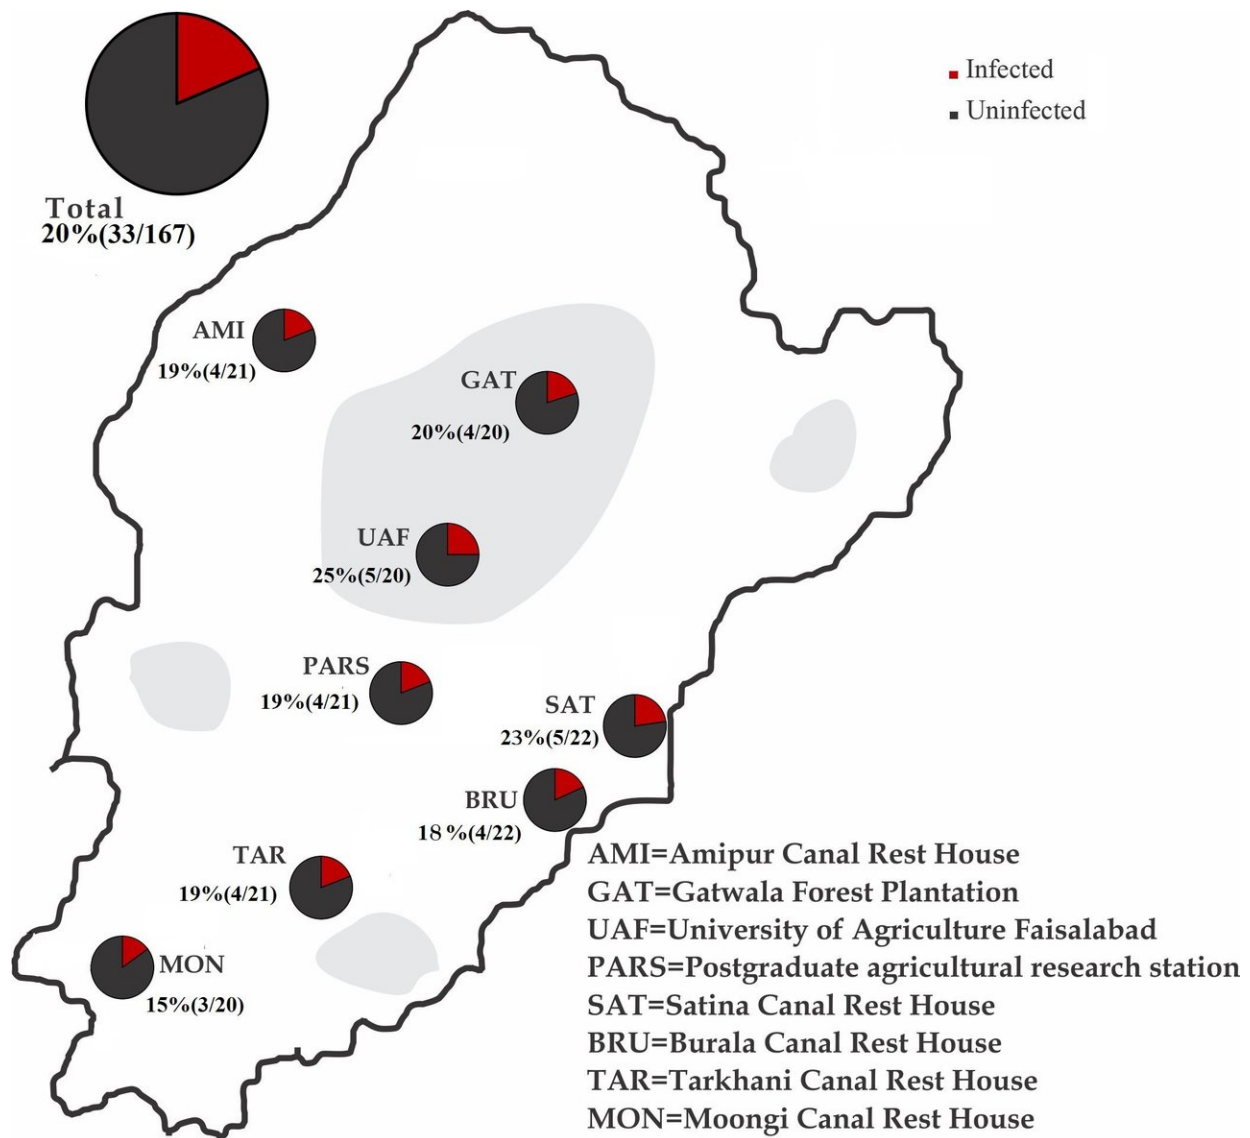 Infected
Uninfected
Total
20%(33/167)
AMI
19%(4/21)
GAT
20%(4/20)
UAF
25%(5/20)
PARS
19%(4/21)
SAT
23%(5/22)
BRU
18%(4/22)
TAR
19%(4/21)
MON
15%(3/20)
AMI=Amipur Canal Rest House
GAT=Gatwala Forest Plantation
UAF=University of Agriculture Faisalabad
PARS=Postgraduate agricultural research station
SAT=Satina Canal Rest House
BRU=Burala Canal Rest House
TAR=Tarkhani Canal Rest House
MON=Moongi Canal Rest House